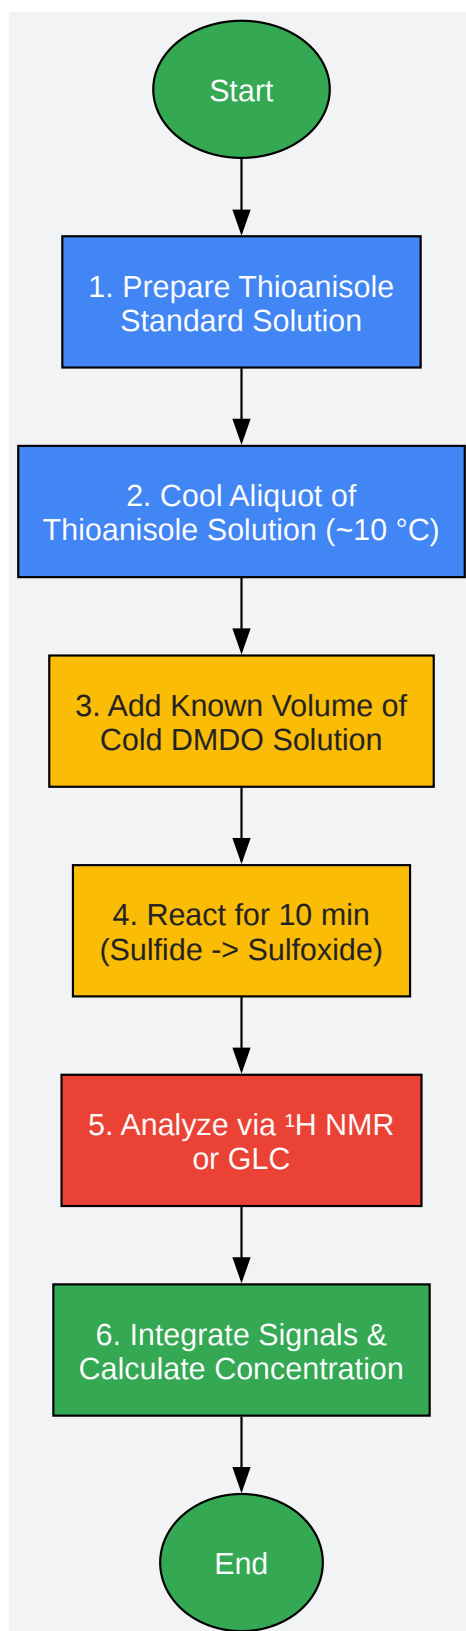 Start
1. Prepare Thioanisole
Standard Solution
2. Cool Aliquot of
Thioanisole Solution (~10 °C)
3. Add Known Volume of
Cold DMDO Solution
4. React for 10 min
(Sulfide -> Sulfoxide)
5. Analyze via ¹H NMR
or GLC
6. Integrate Signals &
Calculate Concentration
End